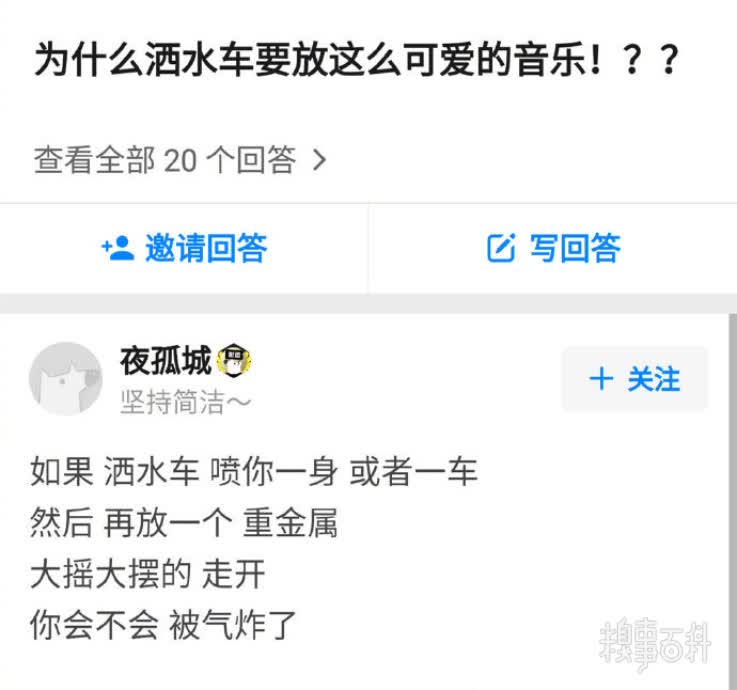 为什么洒水车要放这么可爱的音乐！？？
查看全部 20 个回答
邀请回答
写回答
夜孤城
坚持简洁～
关注
如果 洒水车 喷你一身 或者一车
然后 再放一个 重金属
大摇大摆的 走开
你会不会 被气炸了
糗事百科